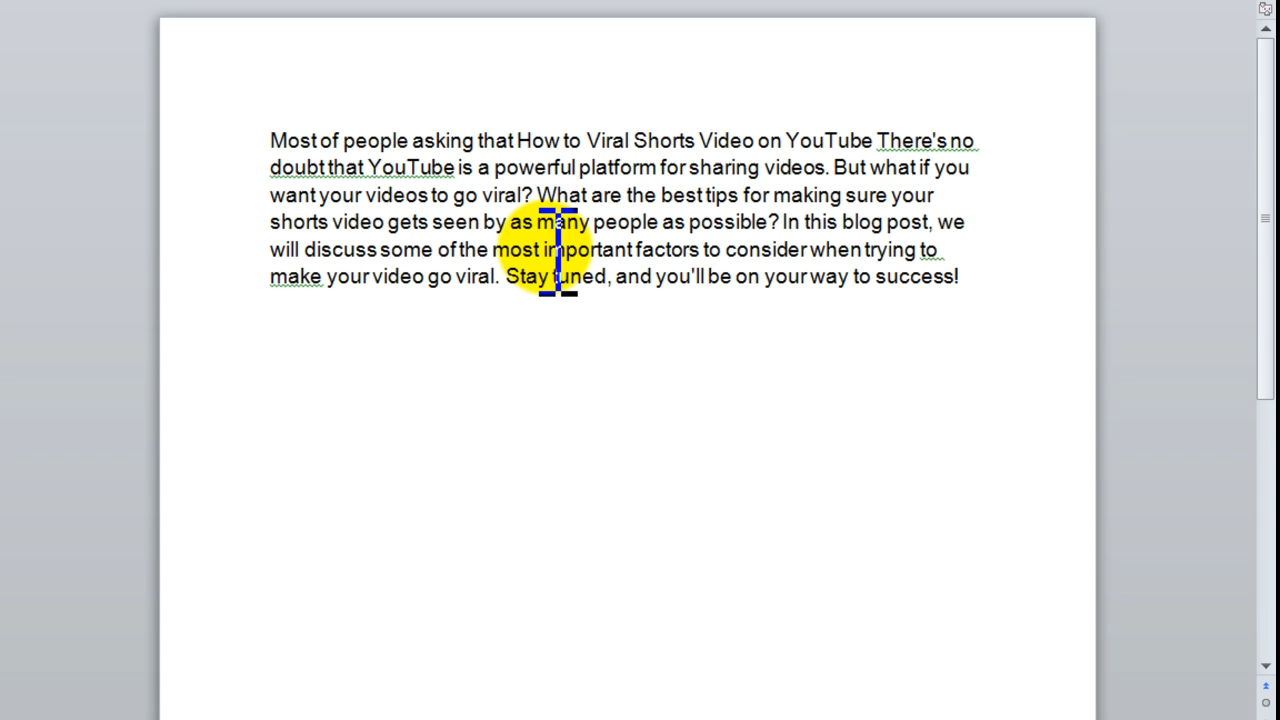 Most of people asking that How to Viral Shorts Video on YouTube There's no
doubt that YouTube is a powerful platform for sharing videos. But what if you
want your videos to go viral? What are the best tips for making sure your
shorts video gets seen by as many people as possible? In this blog post, we
will discuss some of the most important factors to consider when trying to
make your video go viral. Stay tuned, and you'll be on your way to success!